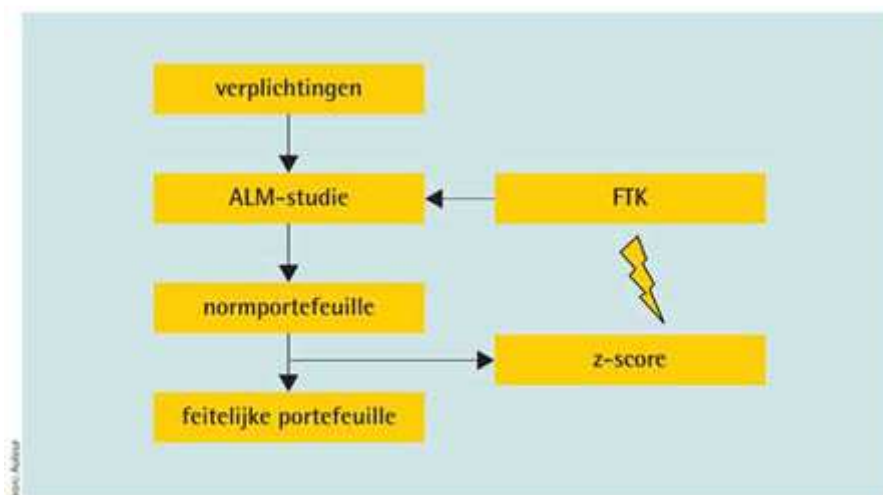 verplichtingen
ALM-studie
FTK
normportefeuille
z-score
feitelijke portefeuille